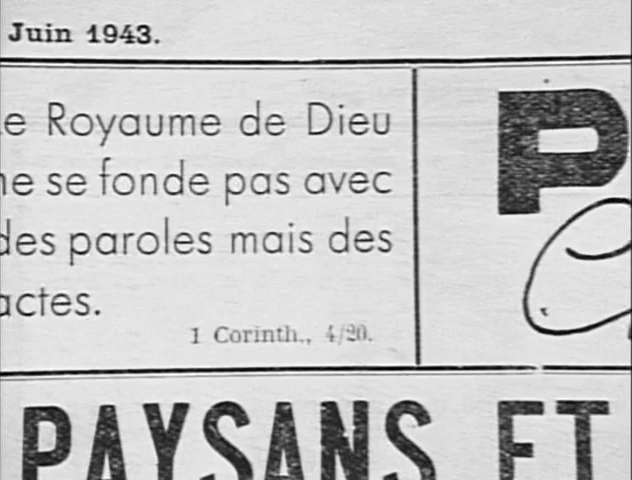 Juin 1943.
Le Royaume de Dieu
ne se fonde pas avec
des paroles mais des
actes.
1 Corinth., 4/20.
P
PAYSANS ET